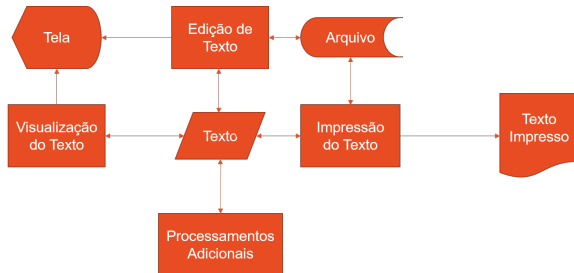 Tela
Edição de
Texto
Arquivo
Visualização
do Texto
Texto
Impressão
do Texto
Texto
Impresso
Processamentos
Adicionais